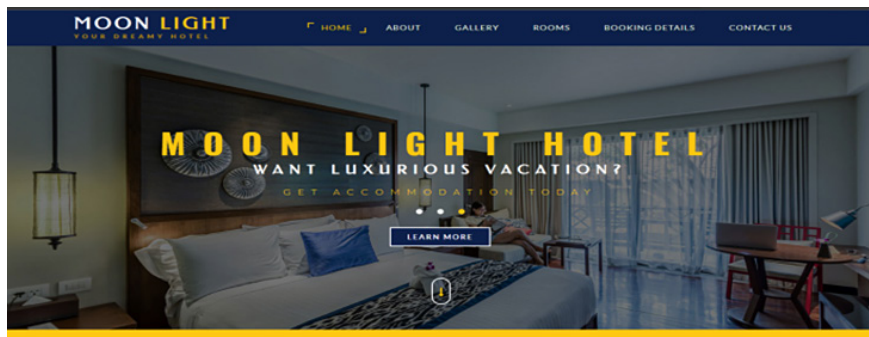 MOON LIGHT
YOUR DREAMY HOTEL
HOME ABOUT GALLERY ROOMS BOOKING DETAILS CONTACT US
MOON LIGHT HOTEL
WANT LUXURIOUS VACATION?
GET ACCOMMODATION TODAY
LEARN MORE